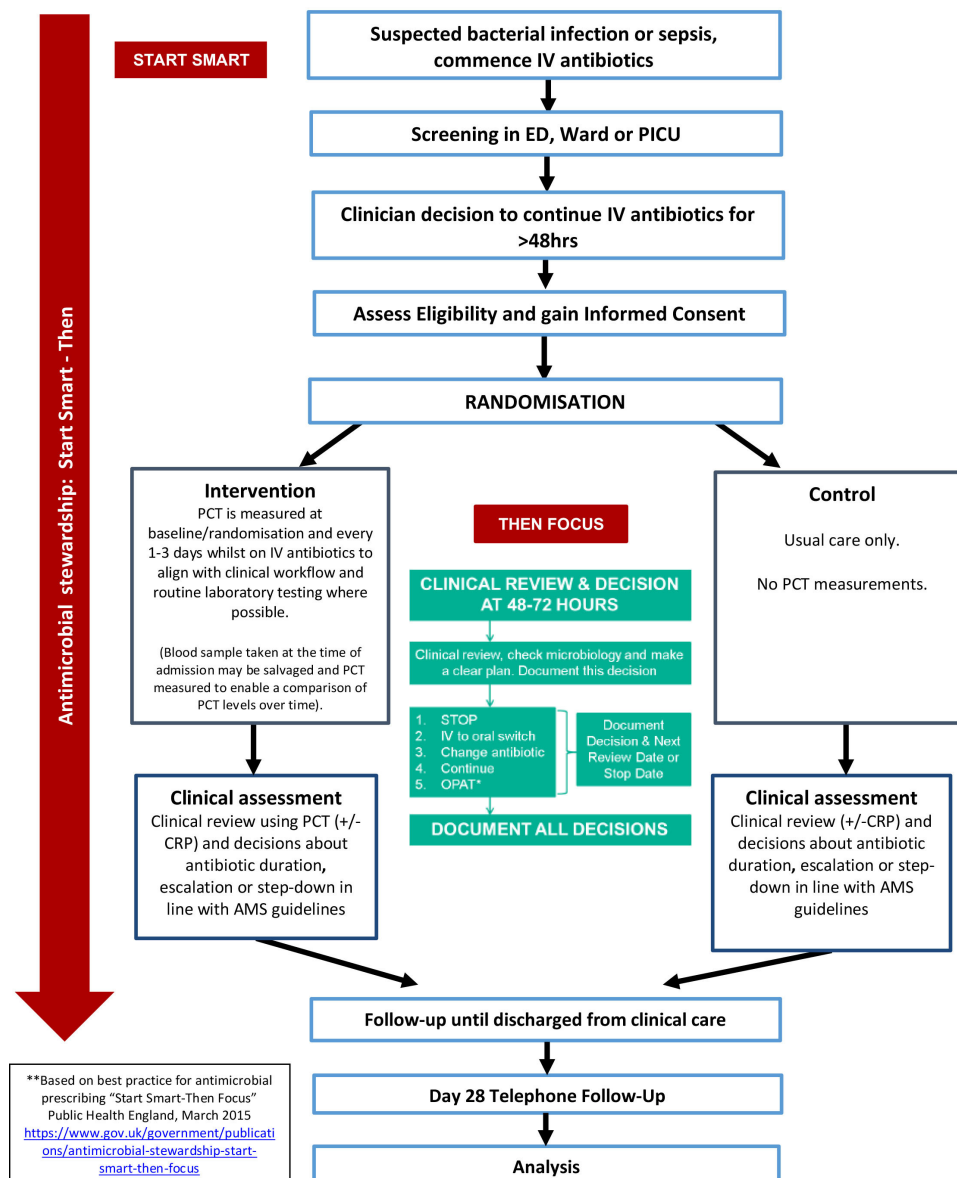 START SMART
Suspected bacterial infection or sepsis,
commence IV antibiotics
Screening in ED, Ward or PICU
Clinician decision to continue IV antibiotics for
>48hrs
Assess Eligibility and gain Informed Consent
RANDOMISATION
Antimicrobial stewardship: Start Smart - Then
Intervention
PCT is measured at
baseline/randomisation and every
1-3 days whilst on IV antibiotics to
align with clinical workflow and
routine laboratory testing where
possible.
(Blood sample taken at the time of
admission may be salvaged and PCT
measured to enable a comparison of
PCT levels over time).
THEN FOCUS
CLINICAL REVIEW & DECISION
AT 48-72 HOURS
Clinical review, check microbiology and make
a clear plan. Document this decision
1. STOP
2. IV to oral switch
3. Change antibiotic
4. Continue
5. OPAT*
Document
Decision & Next
Review Date or
Stop Date
DOCUMENT ALL DECISIONS
Control
Usual care only.
No PCT measurements.
Clinical assessment
Clinical review using PCT (+/-
CRP) and decisions about
antibiotic duration,
escalation or step-down in
line with AMS guidelines
Clinical assessment
Clinical review (+/-CRP) and
decisions about antibiotic
duration, escalation or step-
down in line with AMS
guidelines
Follow-up until discharged from clinical care
Day 28 Telephone Follow-Up
Analysis
**Based on best practice for antimicrobial
prescribing “Start Smart-Then Focus”
Public Health England, March 2015
https://www.gov.uk/government/publicati
ons/antimicrobial-stewardship-start-
smart-then-focus